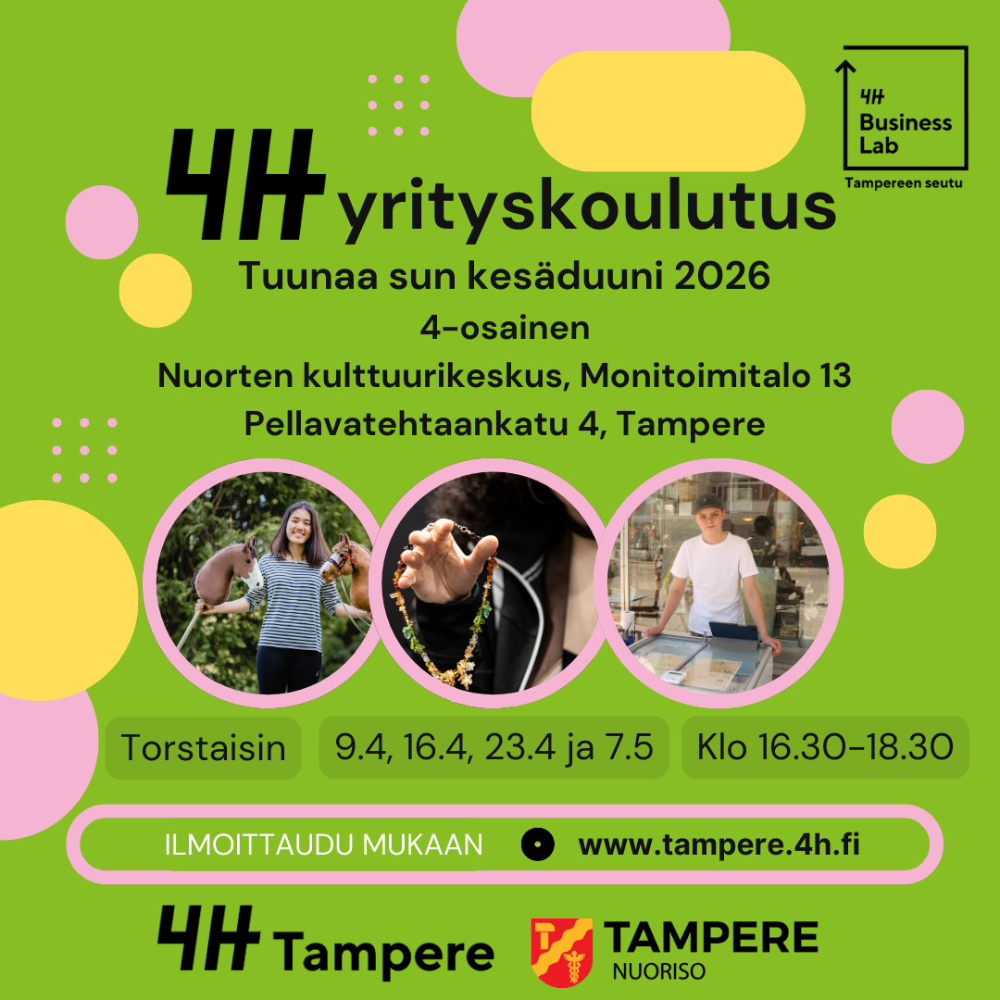 4H
Business
Lab
Tampereen seutu
4H yrityskoulutus
Tuunaa sun kesäduuni 2026
4-osainen
Nuorten kulttuurikeskus, Monitoimitalo 13
Pellavatehtaankatu 4, Tampere
Torstaisin
9.4, 16.4, 23.4 ja 7.5
Klo 16.30-18.30
ILMOITTAUDU MUKAAN
www.tampere.4h.fi
4H Tampere
TAMPERE
NUORISO